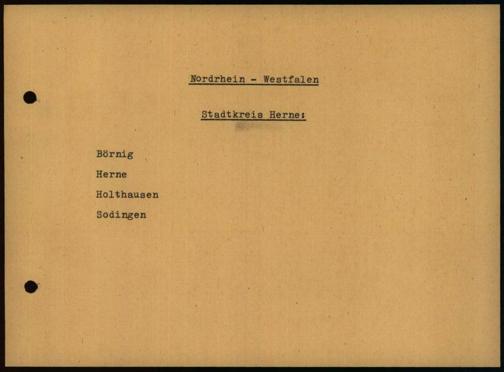 Nordrhein - Westfalen
Stadtkreis Herne:
Börnig
Herne
Holthausen
Sodingen